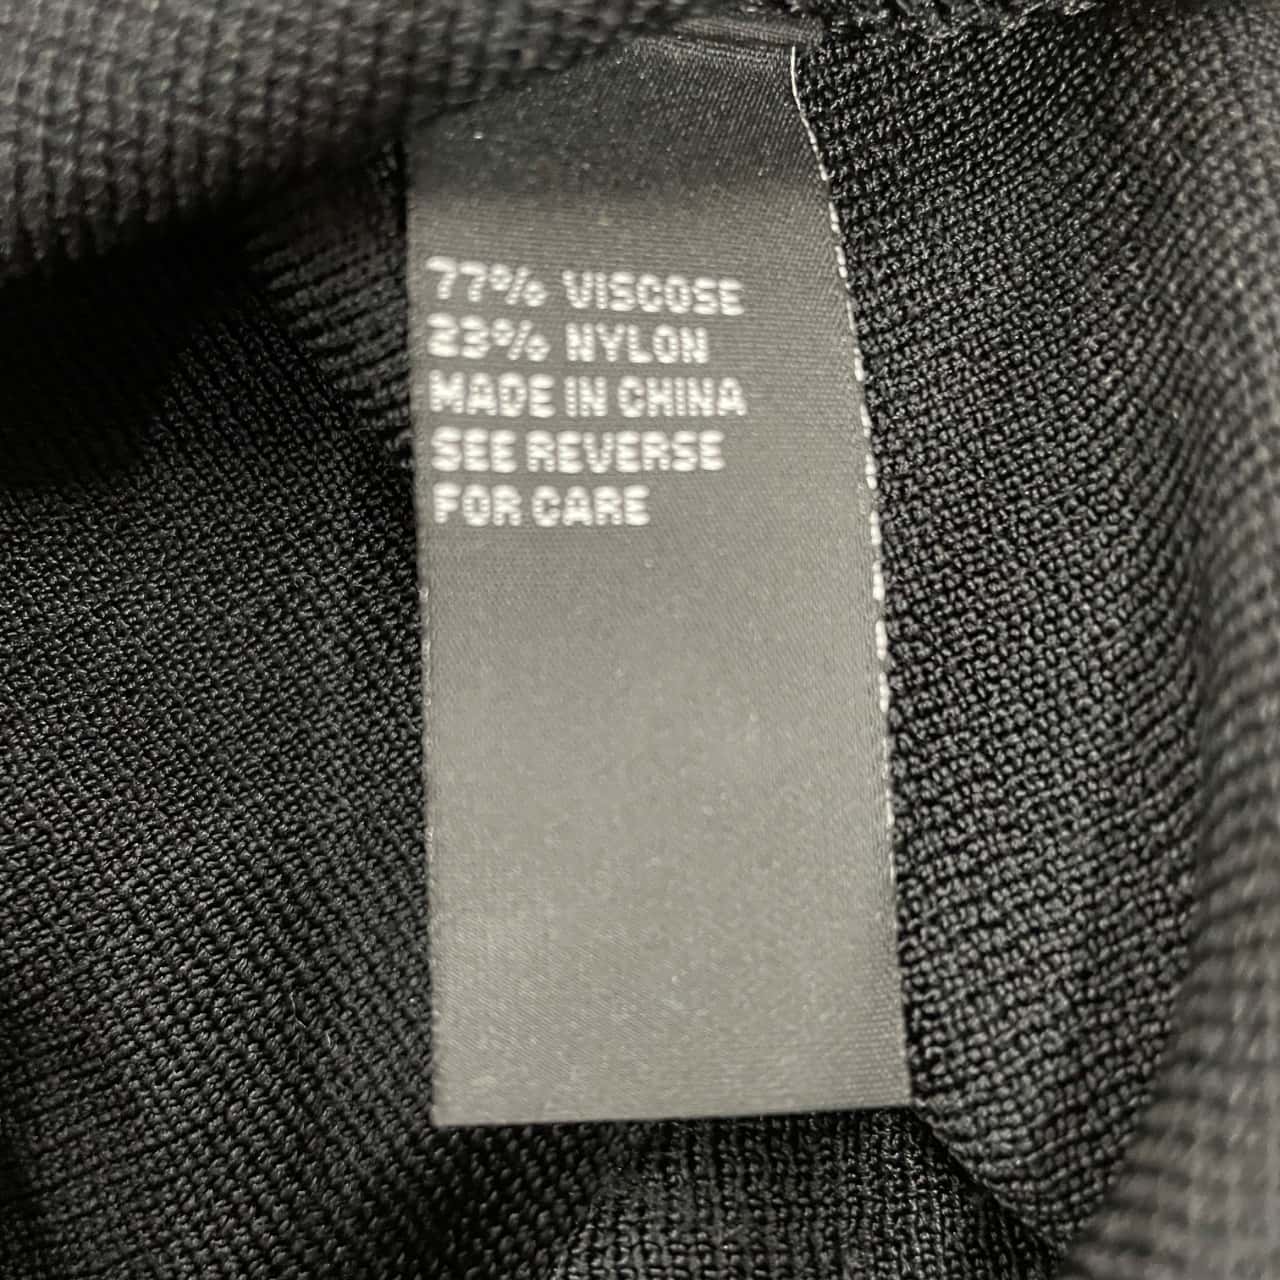 77% VISCOSE
23% NYLON
MADE IN CHINA
SEE REVERSE
FOR CARE